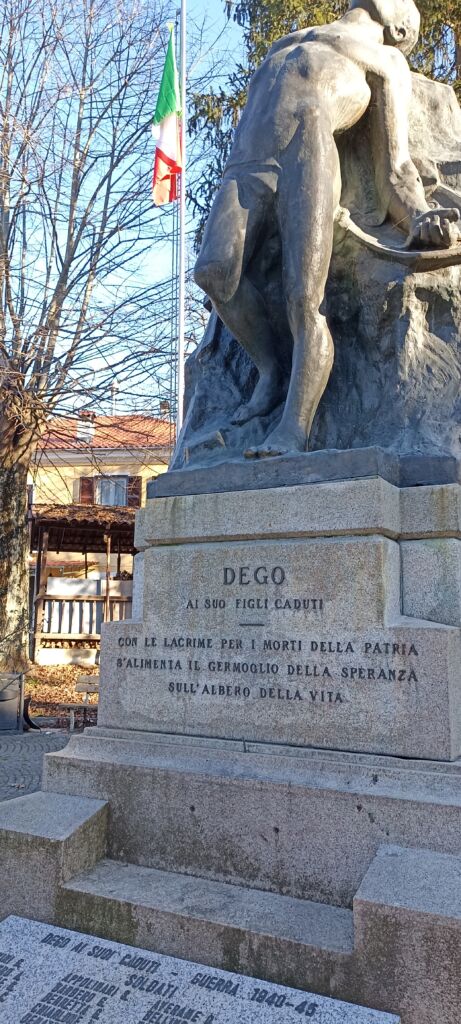 DEGO
AI SUO FIGLI CADUTI
CON LE LACRIME PER I MORTI DELLA PATRIA
S'ALIMENTA IL GERMOGLIO DELLA SPERANZA
SULL'ALBERO DELLA VITA
DEGO AI SUOI CADUTI - GUERRA 1940-45
SOLDATI